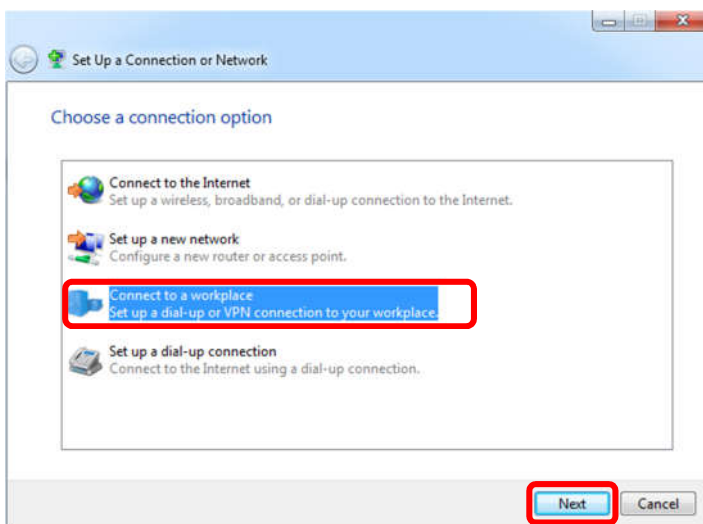 Set Up a Connection or Network
Choose a connection option
Connect to the Internet
Set up a wireless, broadband, or dial-up connection to the Internet.
Set up a new network
Configure a new router or access point.
Connect to a workplace
Set up a dial-up or VPN connection to your workplace.
Set up a dial-up connection
Connect to the Internet using a dial-up connection.
Next Cancel